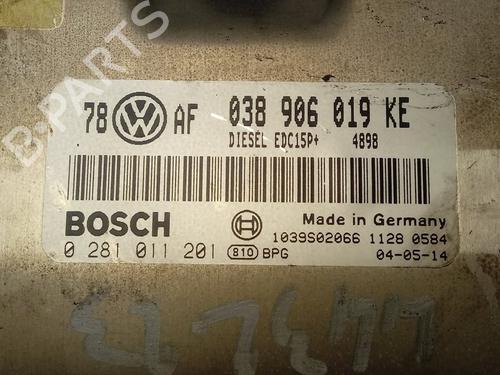 B-PARTS
78 VW AF 038 906 019 KE
DIESEL EDC15P+ 4898
BOSCH
Made in Germany
0 281 011 201
810 BPG
1039S02066 1128 0584
04-05-14